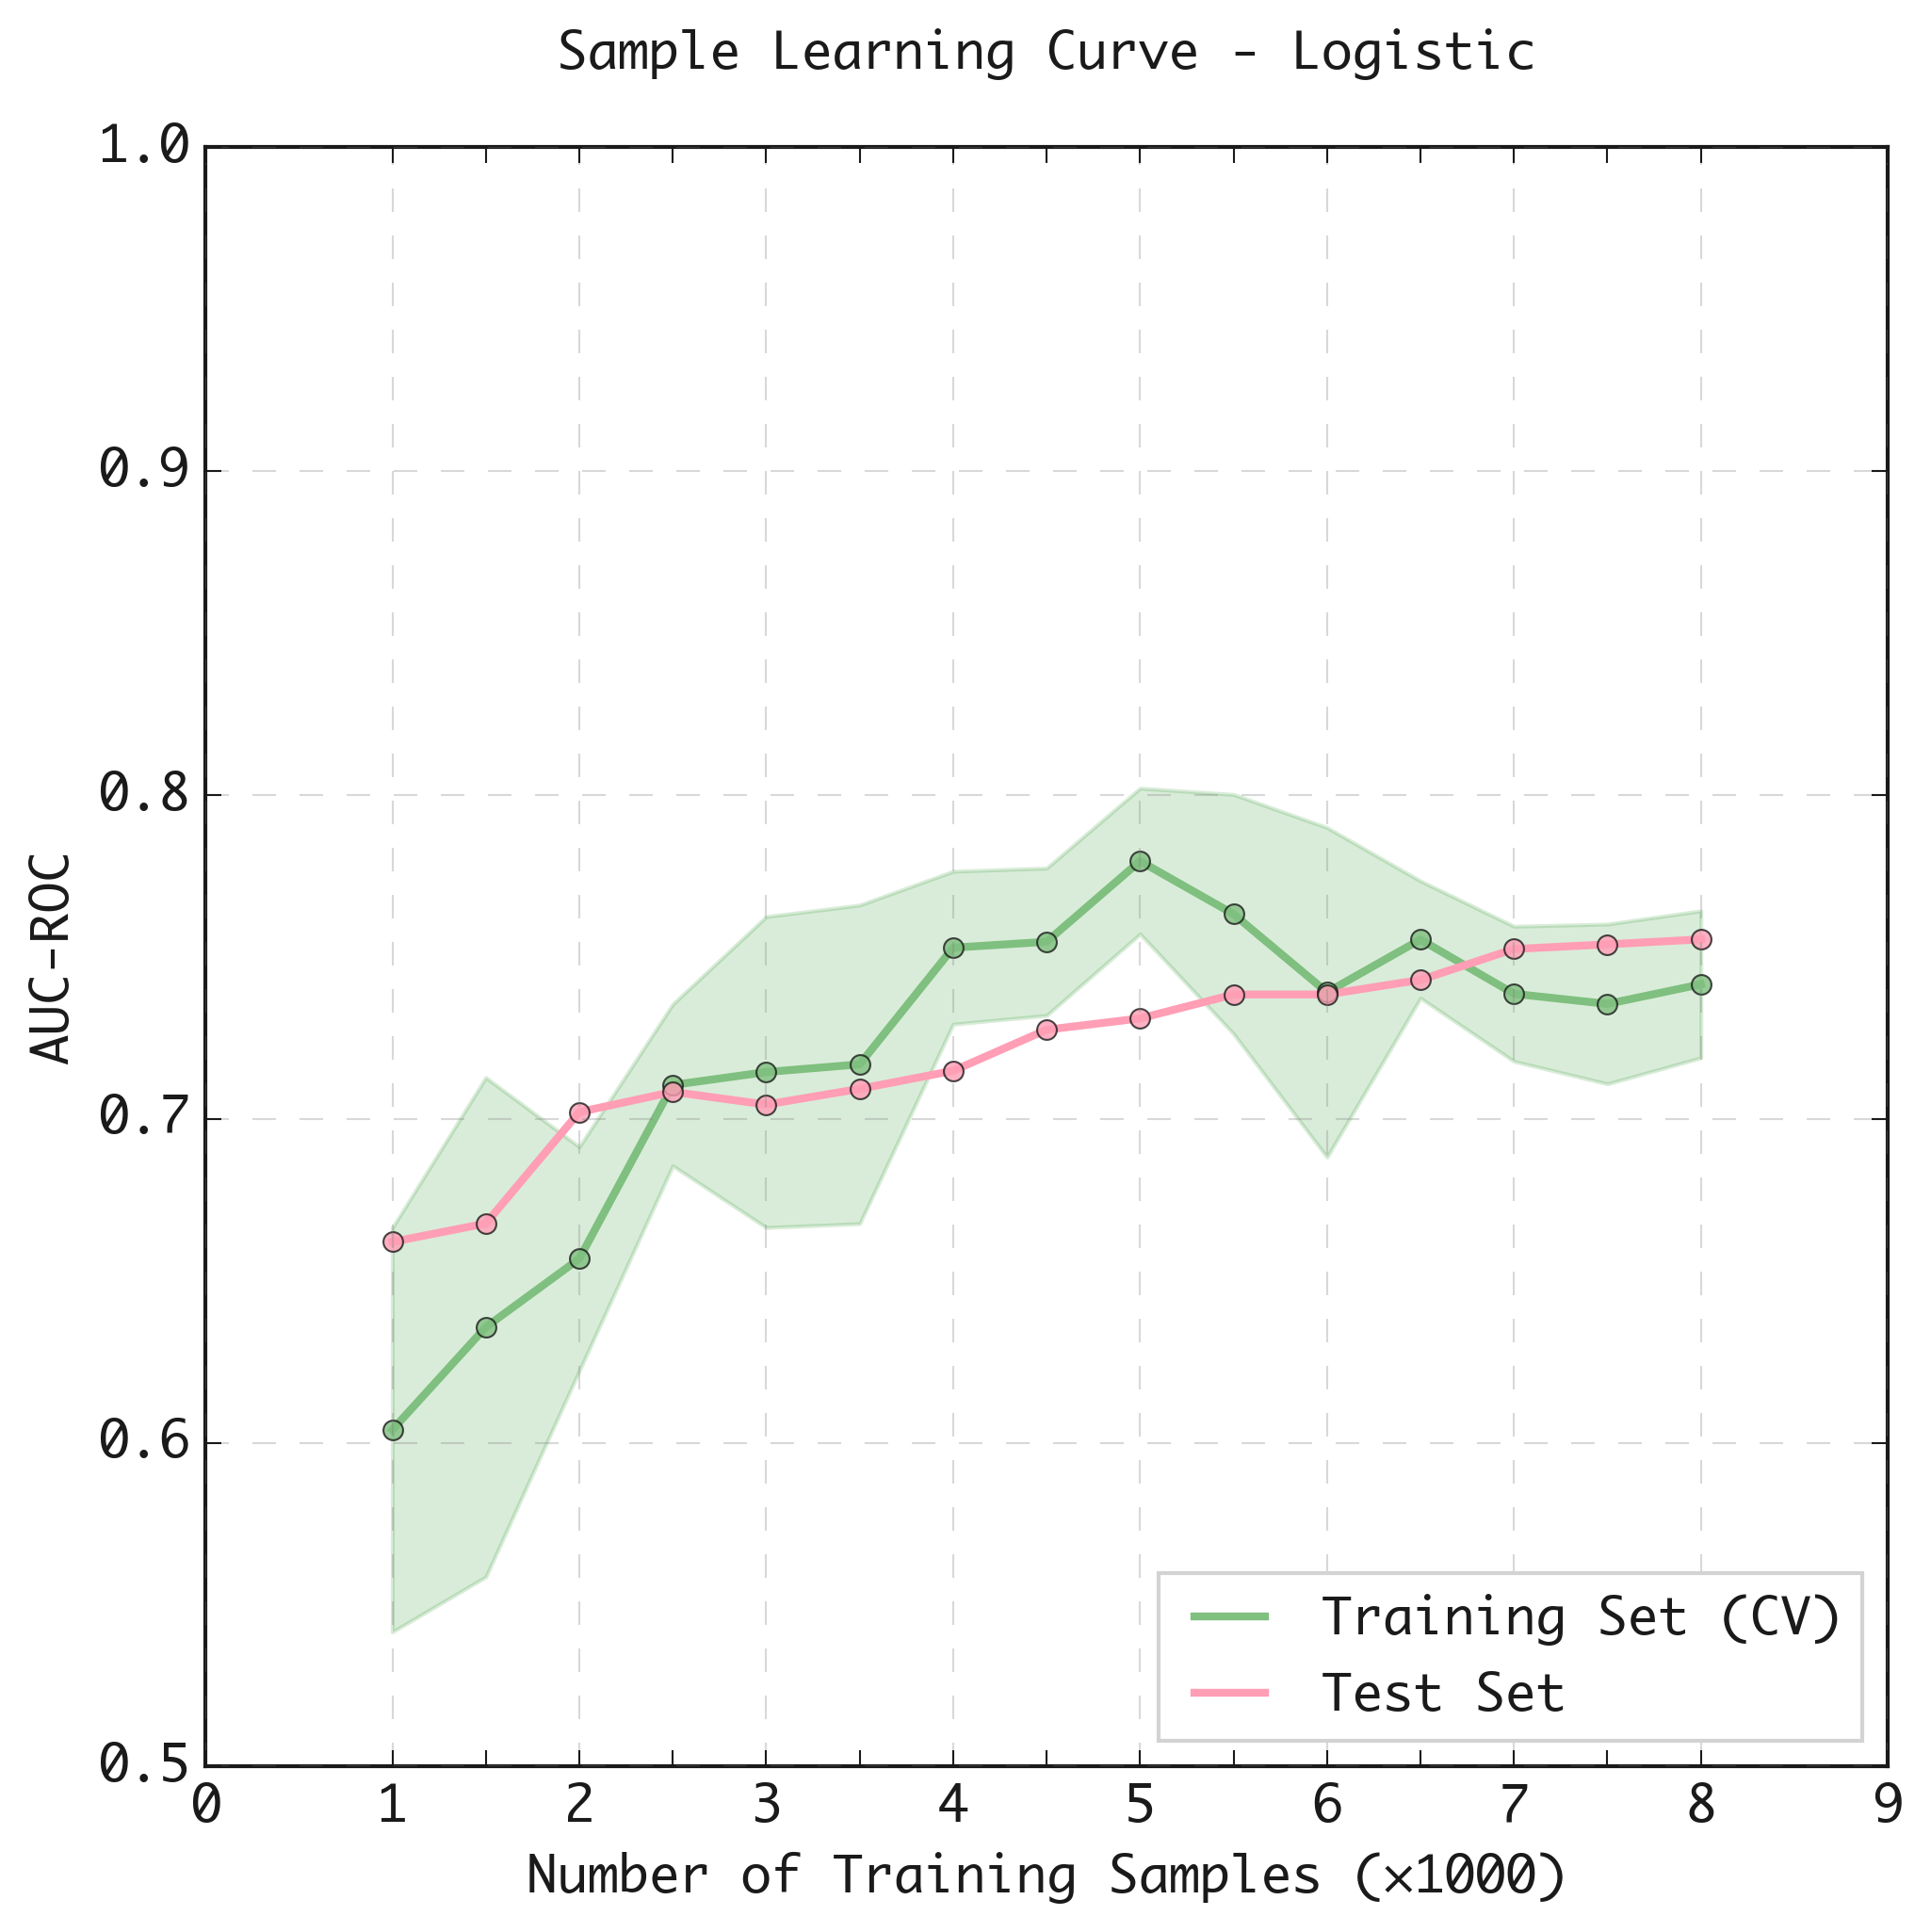 Sample Learning Curve - Logistic
1.0
0.9
0.8
0.7
0.6
0.5
AUC-ROC
0 1 2 3 4 5 6 7 8 9
Number of Training Samples (×1000)
Training Set (CV)
Test Set